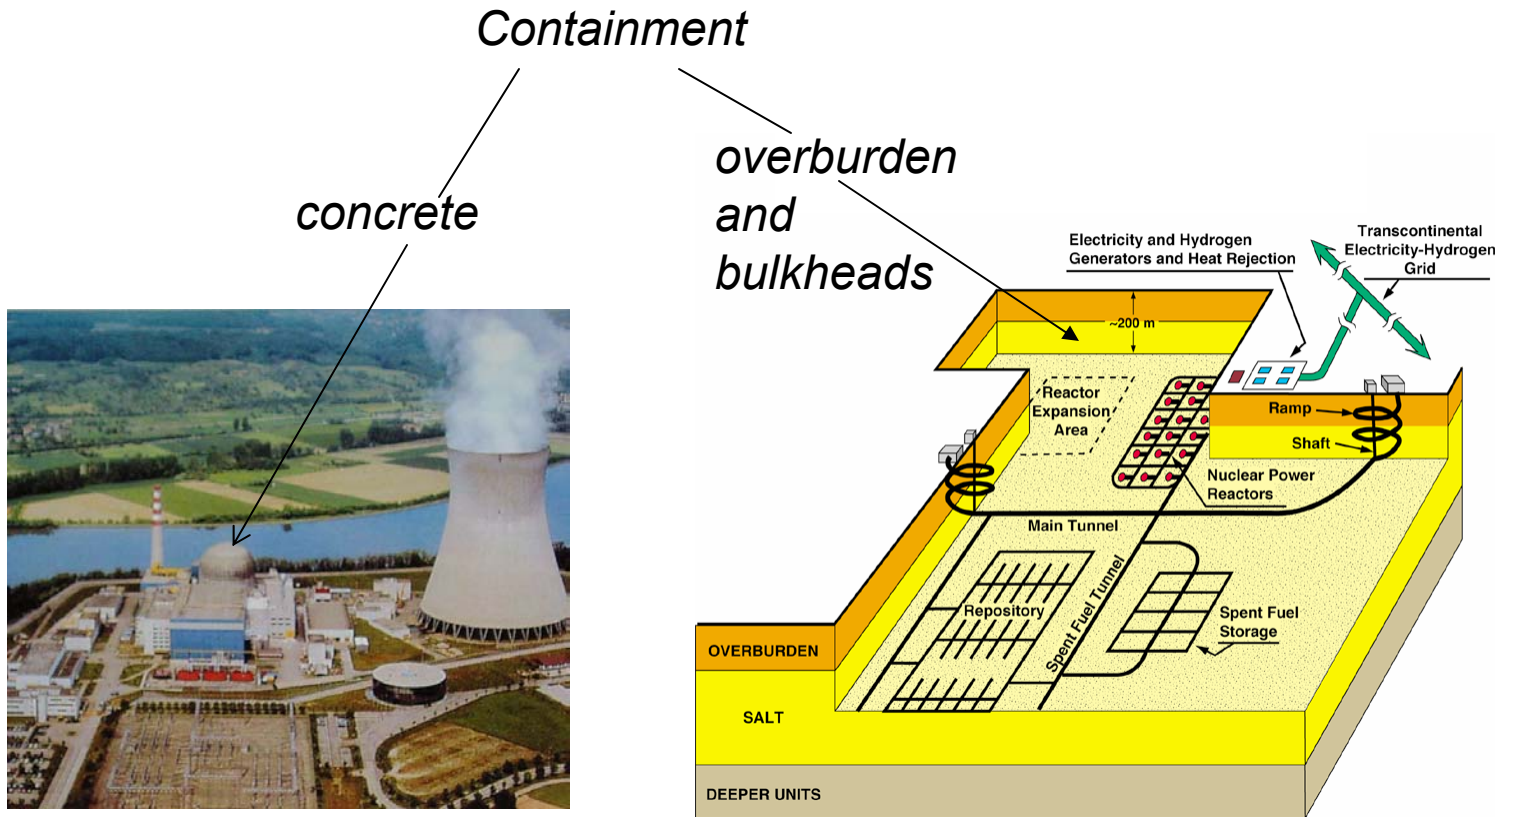 Containment
concrete
overburden
and
bulkheads
Electricity and Hydrogen
Generators and Heat Rejection
Transcontinental
Electricity-Hydrogen
Grid
~200 m
Reactor
Expansion
Area
Ramp
Shaft
Nuclear Power
Reactors
Main Tunnel
Repository
Spent Fuel Tunnel
Spent Fuel
Storage
OVERBURDEN
SALT
DEEPER UNITS